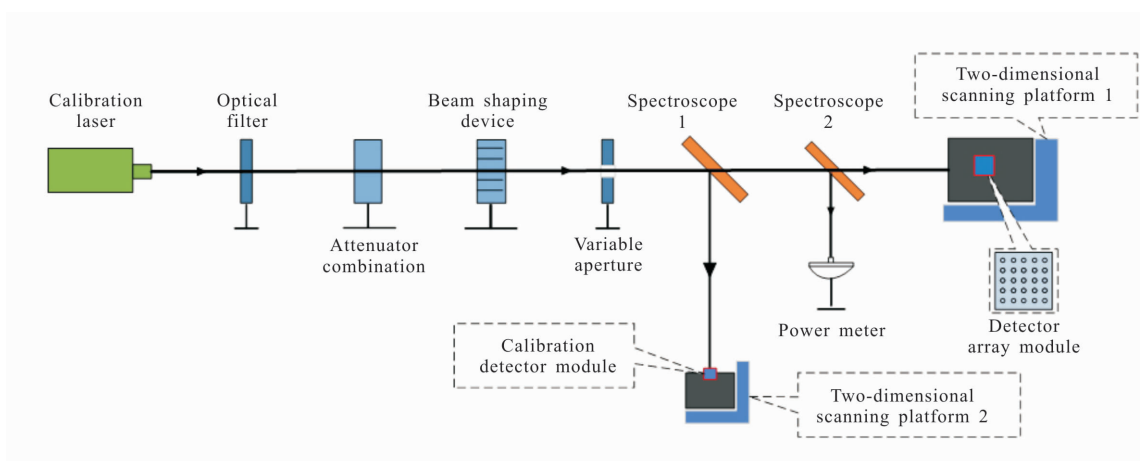 Two-dimensional
scanning platform 1
Calibration
laser
Optical
filter
Beam shaping
device
Spectroscope
1
Spectroscope
2
Attenuator
combination
Variable
aperture
Power meter
Detector
array module
Calibration
detector module
Two-dimensional
scanning platform 2